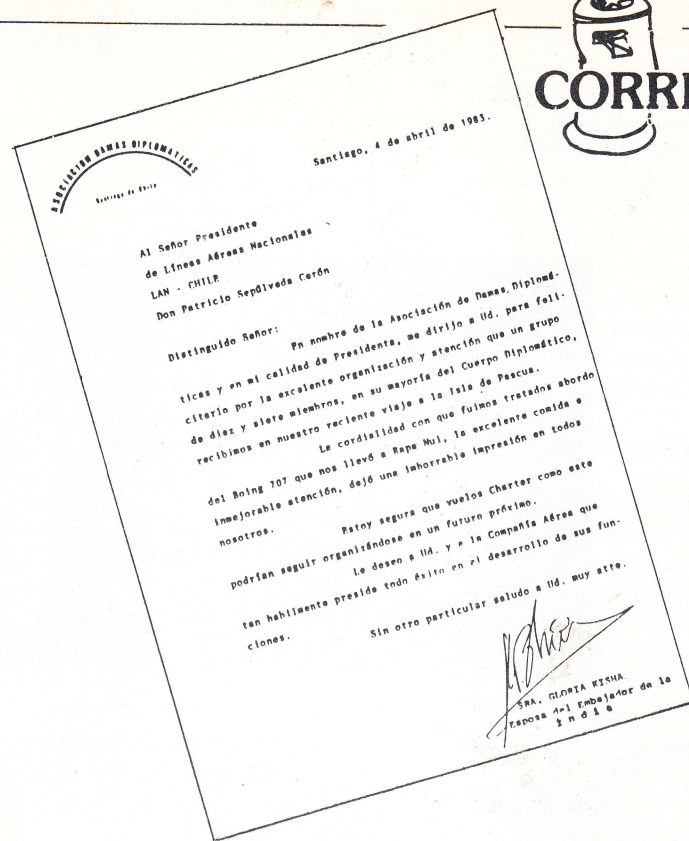 CORRE
ASOCIACION DAMAS DIPLOMATICAS
Santiago de Chile
Santiago, 4 de abril de 1983.
Al Señor Presidente
de Líneas Aéreas Nacionales
LAN - CHILE
Don Patricio Sepúlveda Cerón
Distinguido Señor:
En nombre de la Asociación de Damas Diplomá-
ticas y en mi calidad de Presidenta, me dirijo a Ud. para feli-
citarlo por la excelente organización y atención que un grupo
de diez y siete miembros, en su mayoría del Cuerpo Diplomático,
recibimos en nuestro reciente viaje a la Isla de Pascua.
La cordialidad con que fuimos tratados abordo
del Boing 707 que nos llevó a Rapa Nui, la excelente comida e
inmejorable atención, dejó una imborrable impresión en todos
nosotros.
Estoy segura que vuelos Charter como este
podrían seguir organizándose en un futuro próximo.
Le deseo a Ud. y a la Compañía Aérea que
tan habilmente preside todo éxito en el desarrollo de sus fun-
ciones.
Sin otro particular saludo a Ud. muy atte.
SRA. GLORIA KISHA.
Esposa del Embajador de la
India